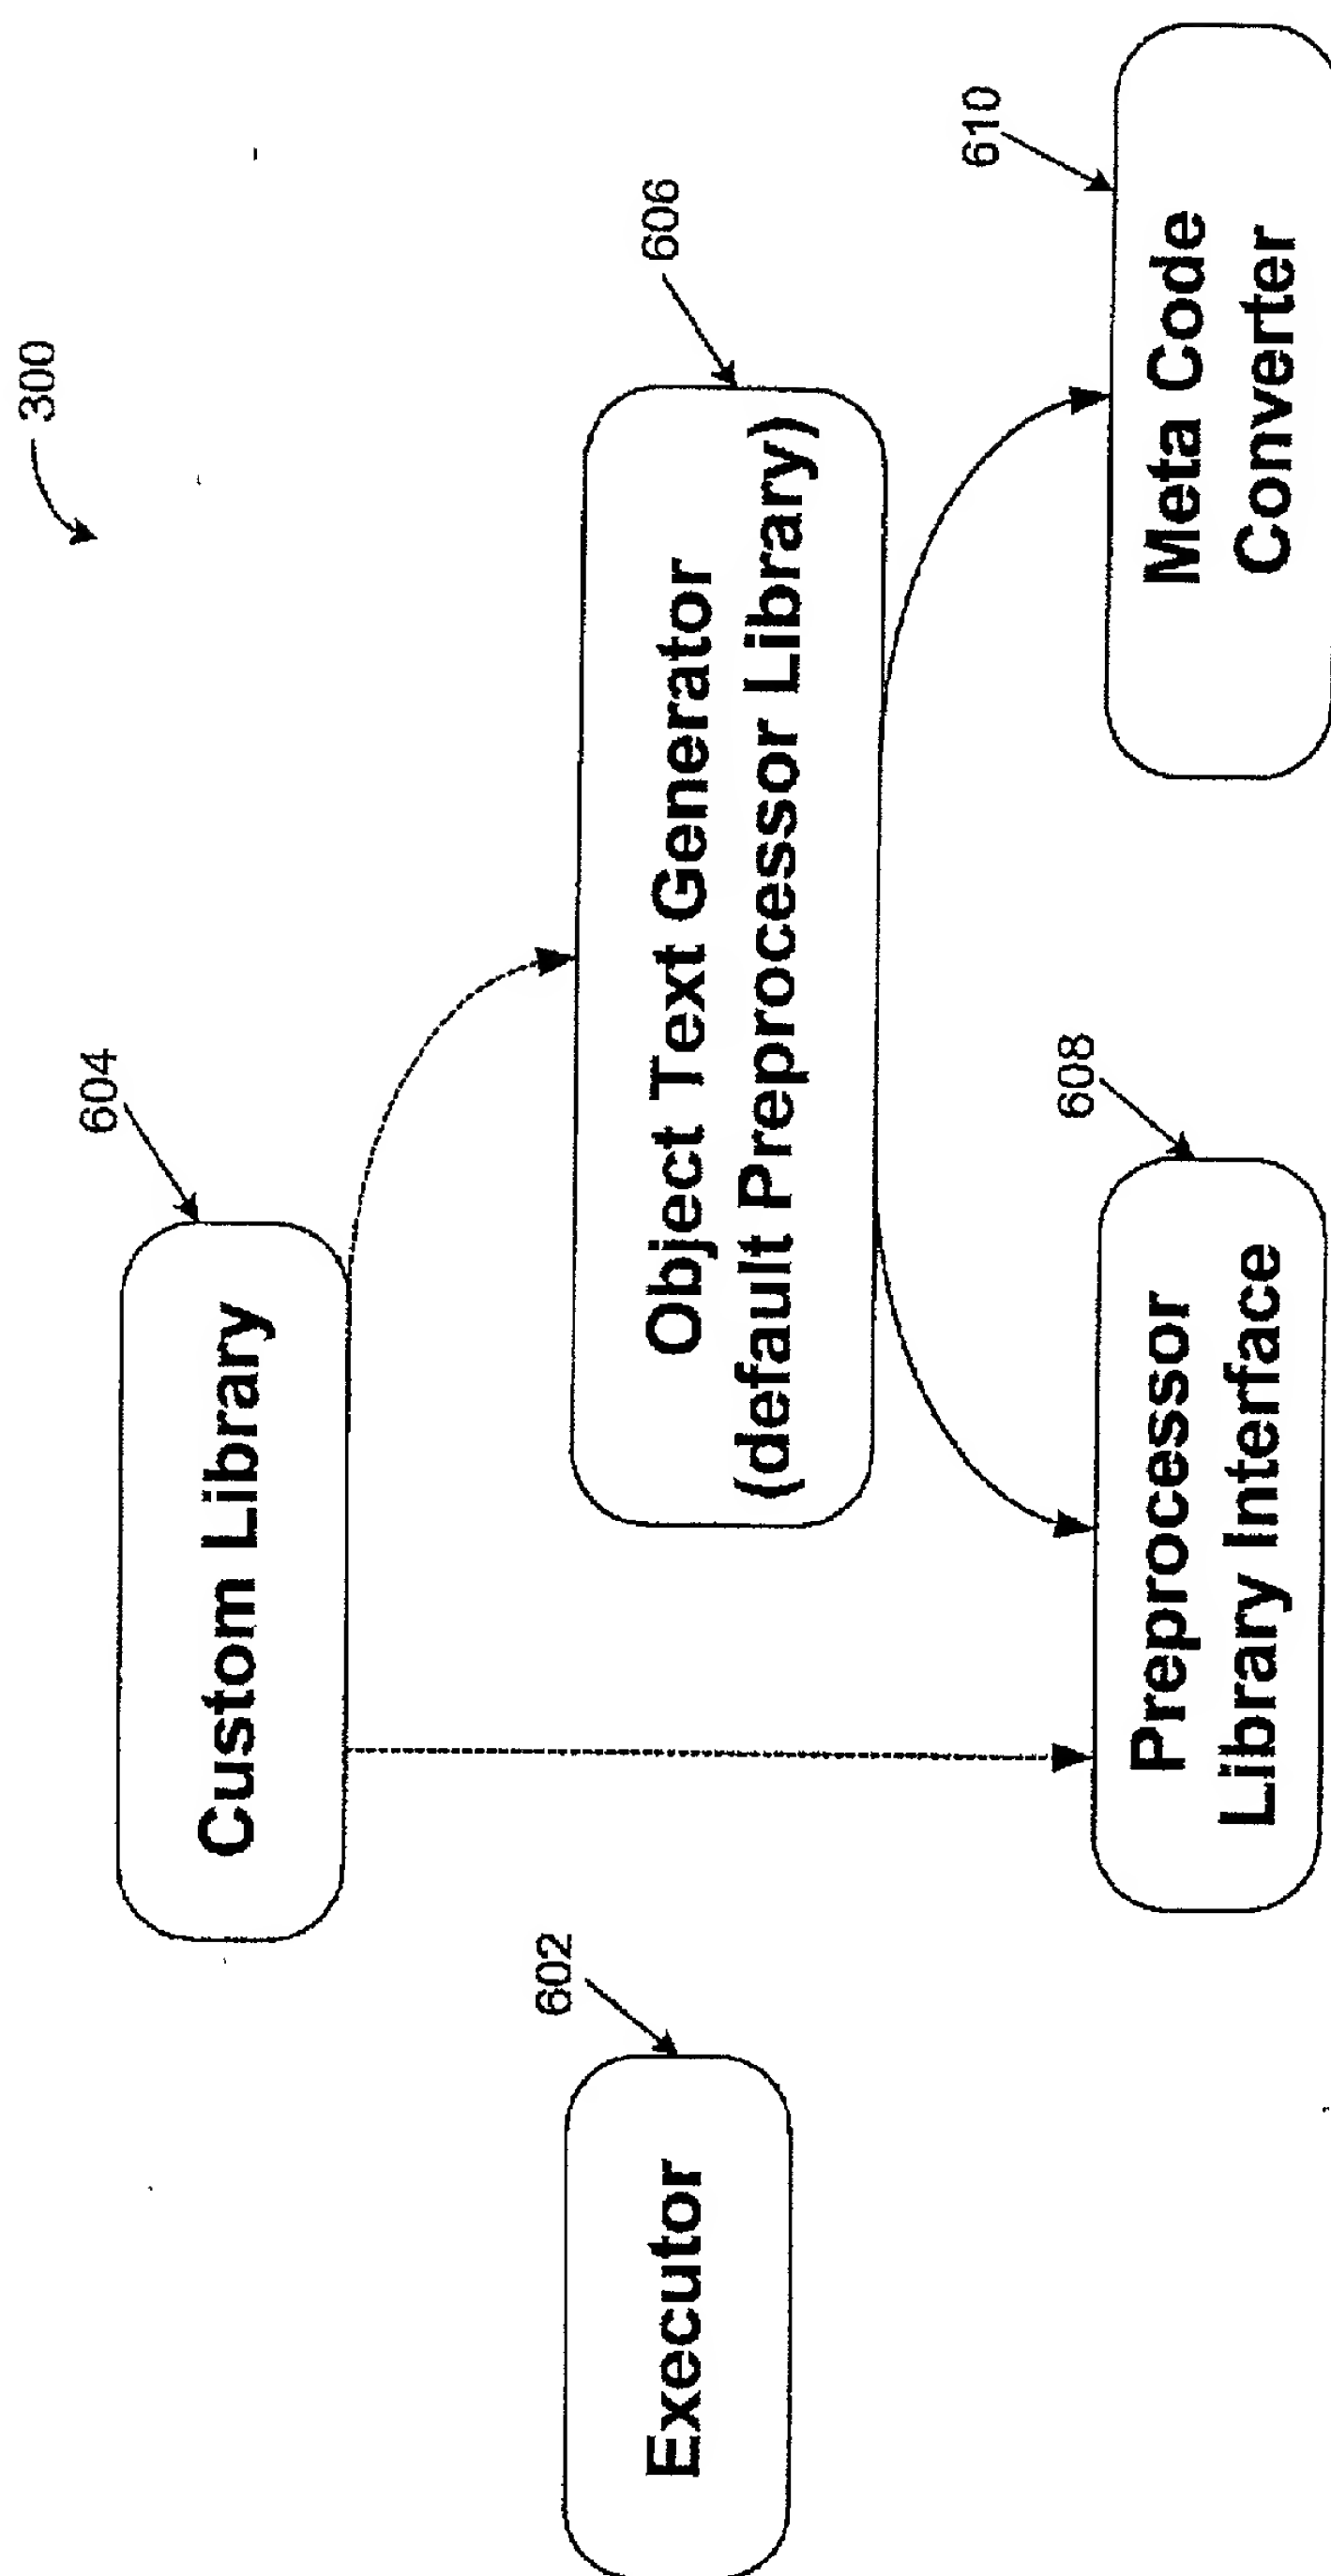 300
604
Custom Library
606
Object Text Generator
(default Preprocessor Library)
602
Executor
608
Preprocessor
Library Interface
610
Meta Code
Converter